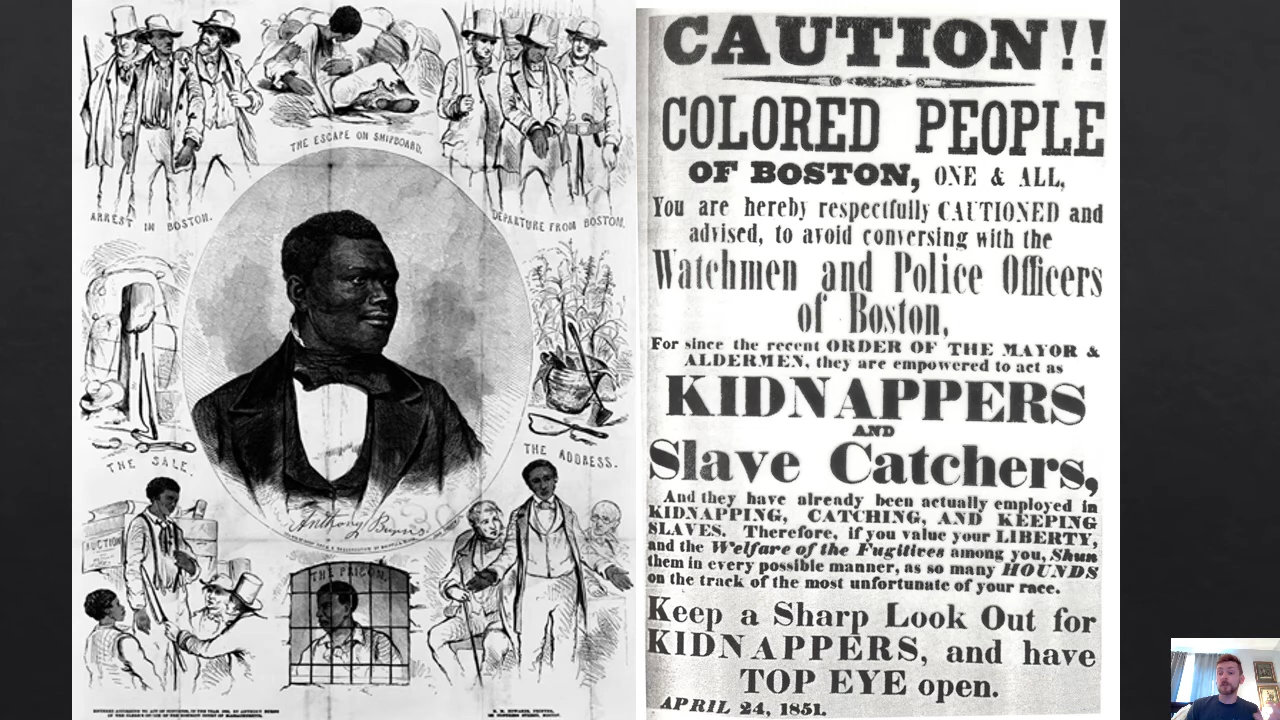 THE ESCAPE ON SHIPBOARD.
ARREST IN BOSTON.
DEPARTURE FROM BOSTON.
THE SALE.
THE ADDRESS.
AUCTION
Anthony Burns
THE PRISON.
R. M. EDWARDS, PRINTER,
CAUTION!!
COLORED PEOPLE
OF BOSTON, ONE & ALL,
You are hereby respectfully CAUTIONED and
advised, to avoid conversing with the
Watchmen and Police Officers
of Boston,
For since the recent ORDER OF THE MAYOR &
ALDERMEN, they are empowered to act as
KIDNAPPERS
AND
Slave Catchers,
And they have already been actually employed in
KIDNAPPING, CATCHING, AND KEEPING
SLAVES. Therefore, if you value your LIBERTY,
and the Welfare of the Fugitives among you, Shun
them in every possible manner, as so many HOUNDS
on the track of the most unfortunate of your race.
Keep a Sharp Look Out for
KIDNAPPERS, and have
TOP EYE open.
APRIL 24, 1851.